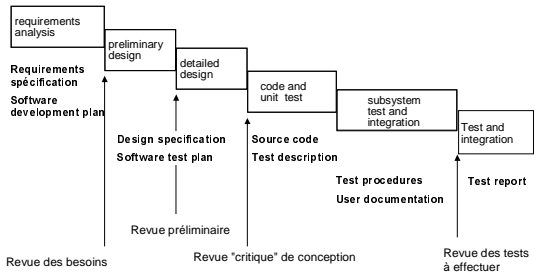 requirements
analysis
preliminary
design
detailed
design
code and
unit test
subsystem
test and
integration
Test and
integration
Requirements
spécification
Software
development plan
Design specification
Software test plan
Source code
Test description
Test procedures
User documentation
Test report
Revue des besoins
Revue préliminaire
Revue "critique" de conception
Revue des tests
à effectuer